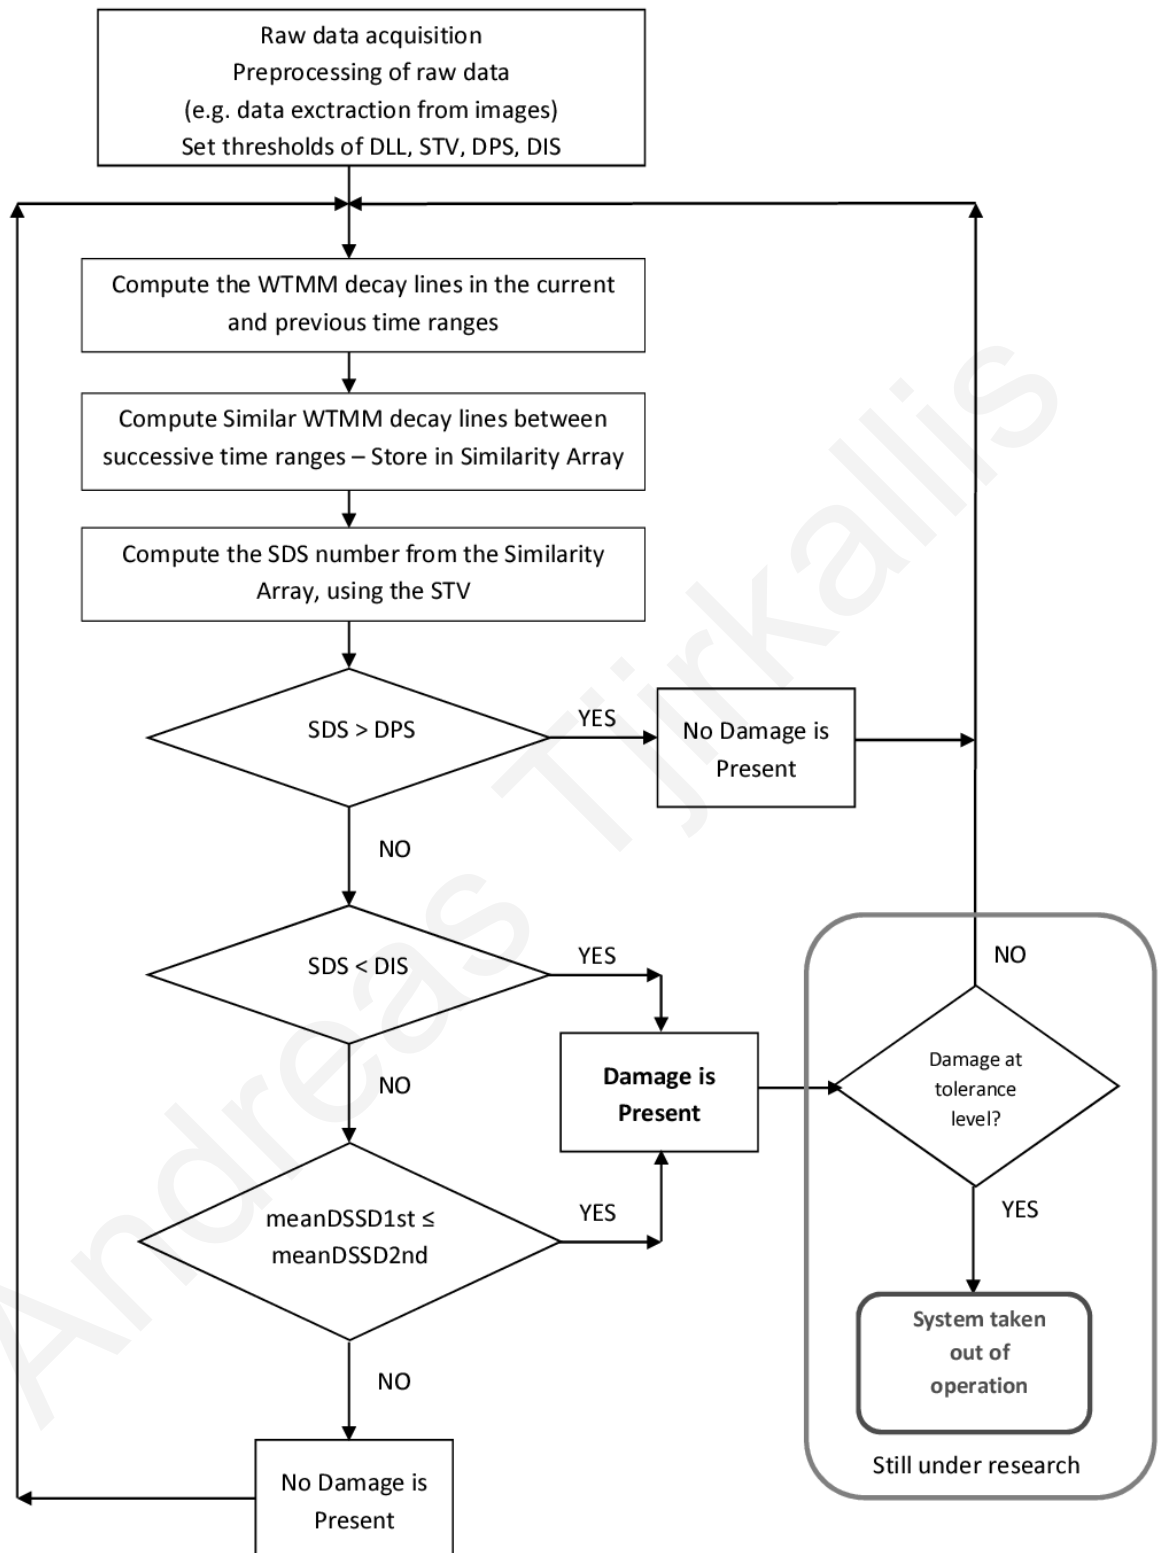 Raw data acquisition
Preprocessing of raw data
(e.g. data exctraction from images)
Set thresholds of DLL, STV, DPS, DIS
Compute the WTMM decay lines in the current
and previous time ranges
Compute Similar WTMM decay lines between
successive time ranges – Store in Similarity Array
Compute the SDS number from the Similarity
Array, using the STV
SDS > DPS
YES
No Damage is
Present
NO
SDS < DIS
YES
NO
Damage is
Present
Damage at
tolerance
level?
NO
YES
System taken
out of
operation
Still under research
meanDSSD1st ≤
meanDSSD2nd
YES
NO
No Damage is
Present
Andreas Tjirkallis